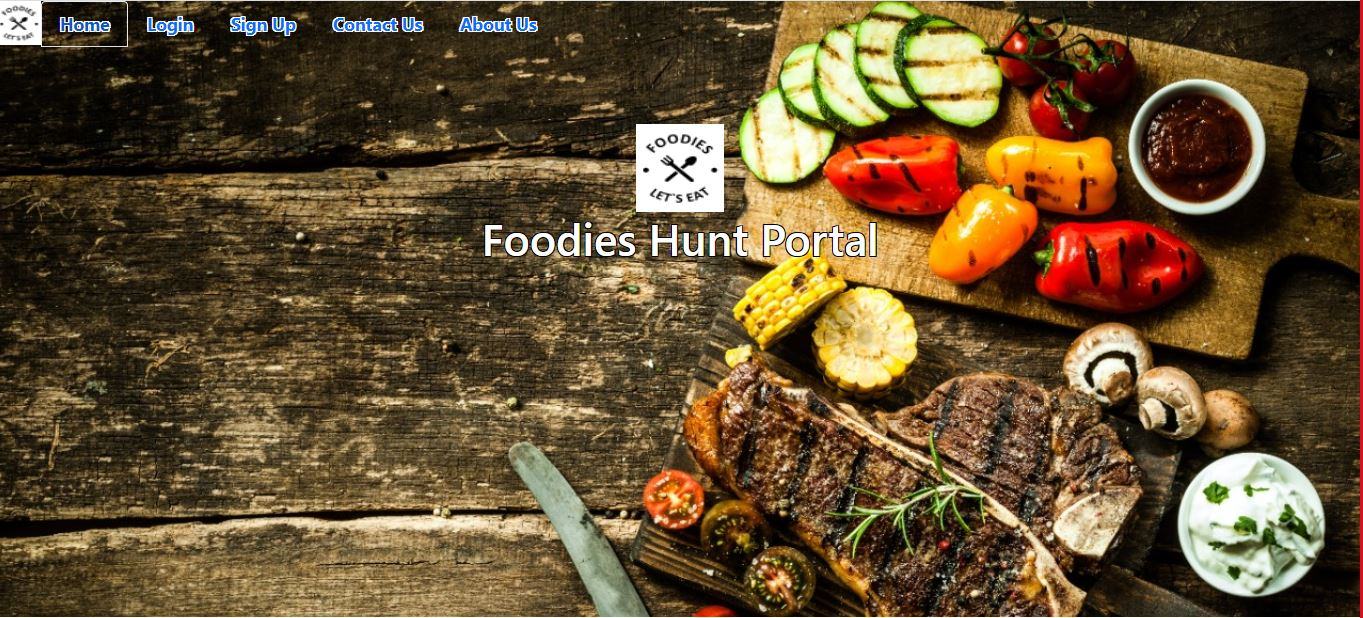 FOODIES
LET'S EAT
Home Login Sign Up Contact Us About Us
FOODIES
LET'S EAT
Foodies Hunt Portal